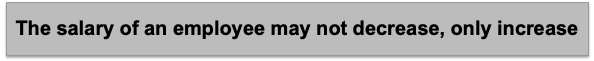 The salary of an employee may not decrease, only increase